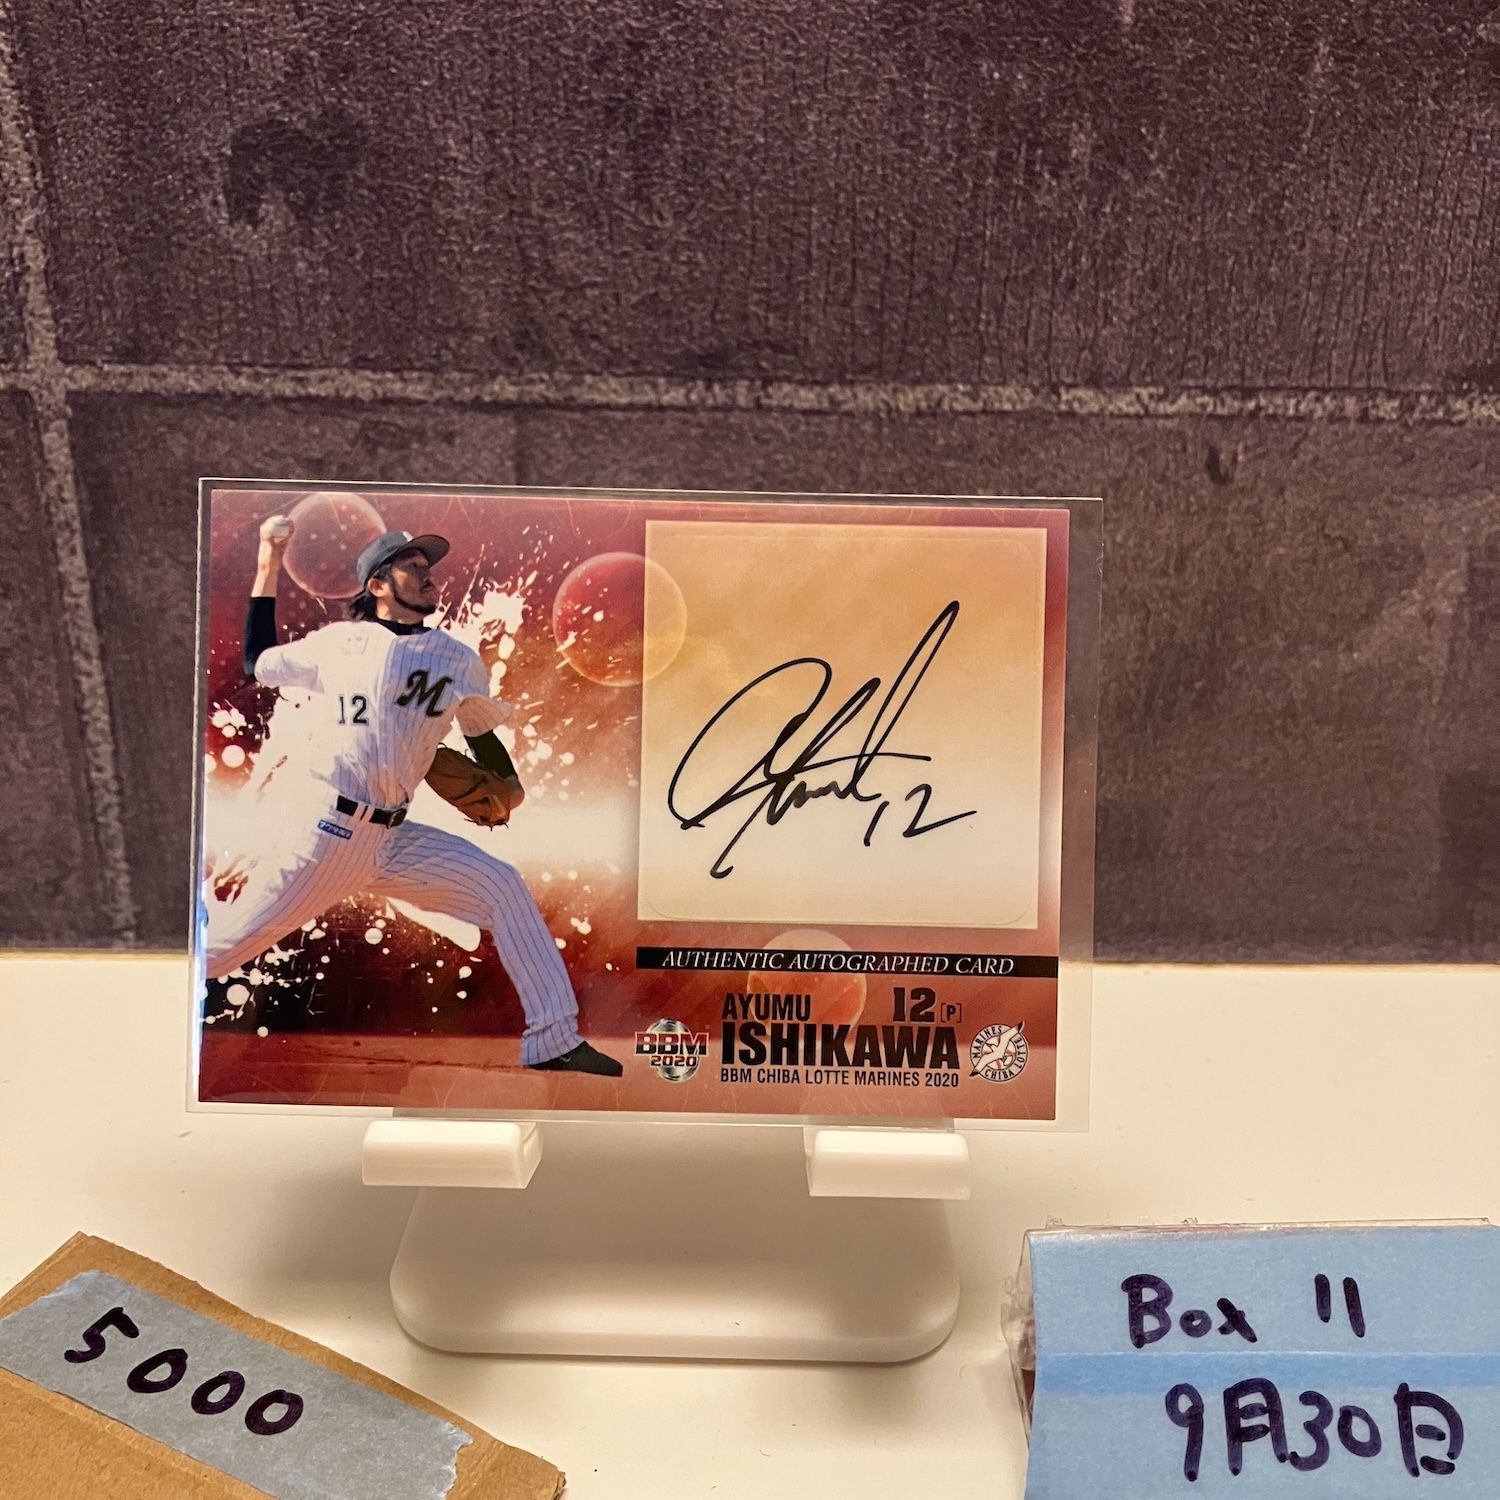 12
M
12
AUTHENTIC AUTOGRAPHED CARD
AYUMU 12 [P]
ISHIKAWA
BBM CHIBA LOTTE MARINES 2020
BBM
2020
MARINES
CHIBA LOTTE
5000
Box 11
9月30日